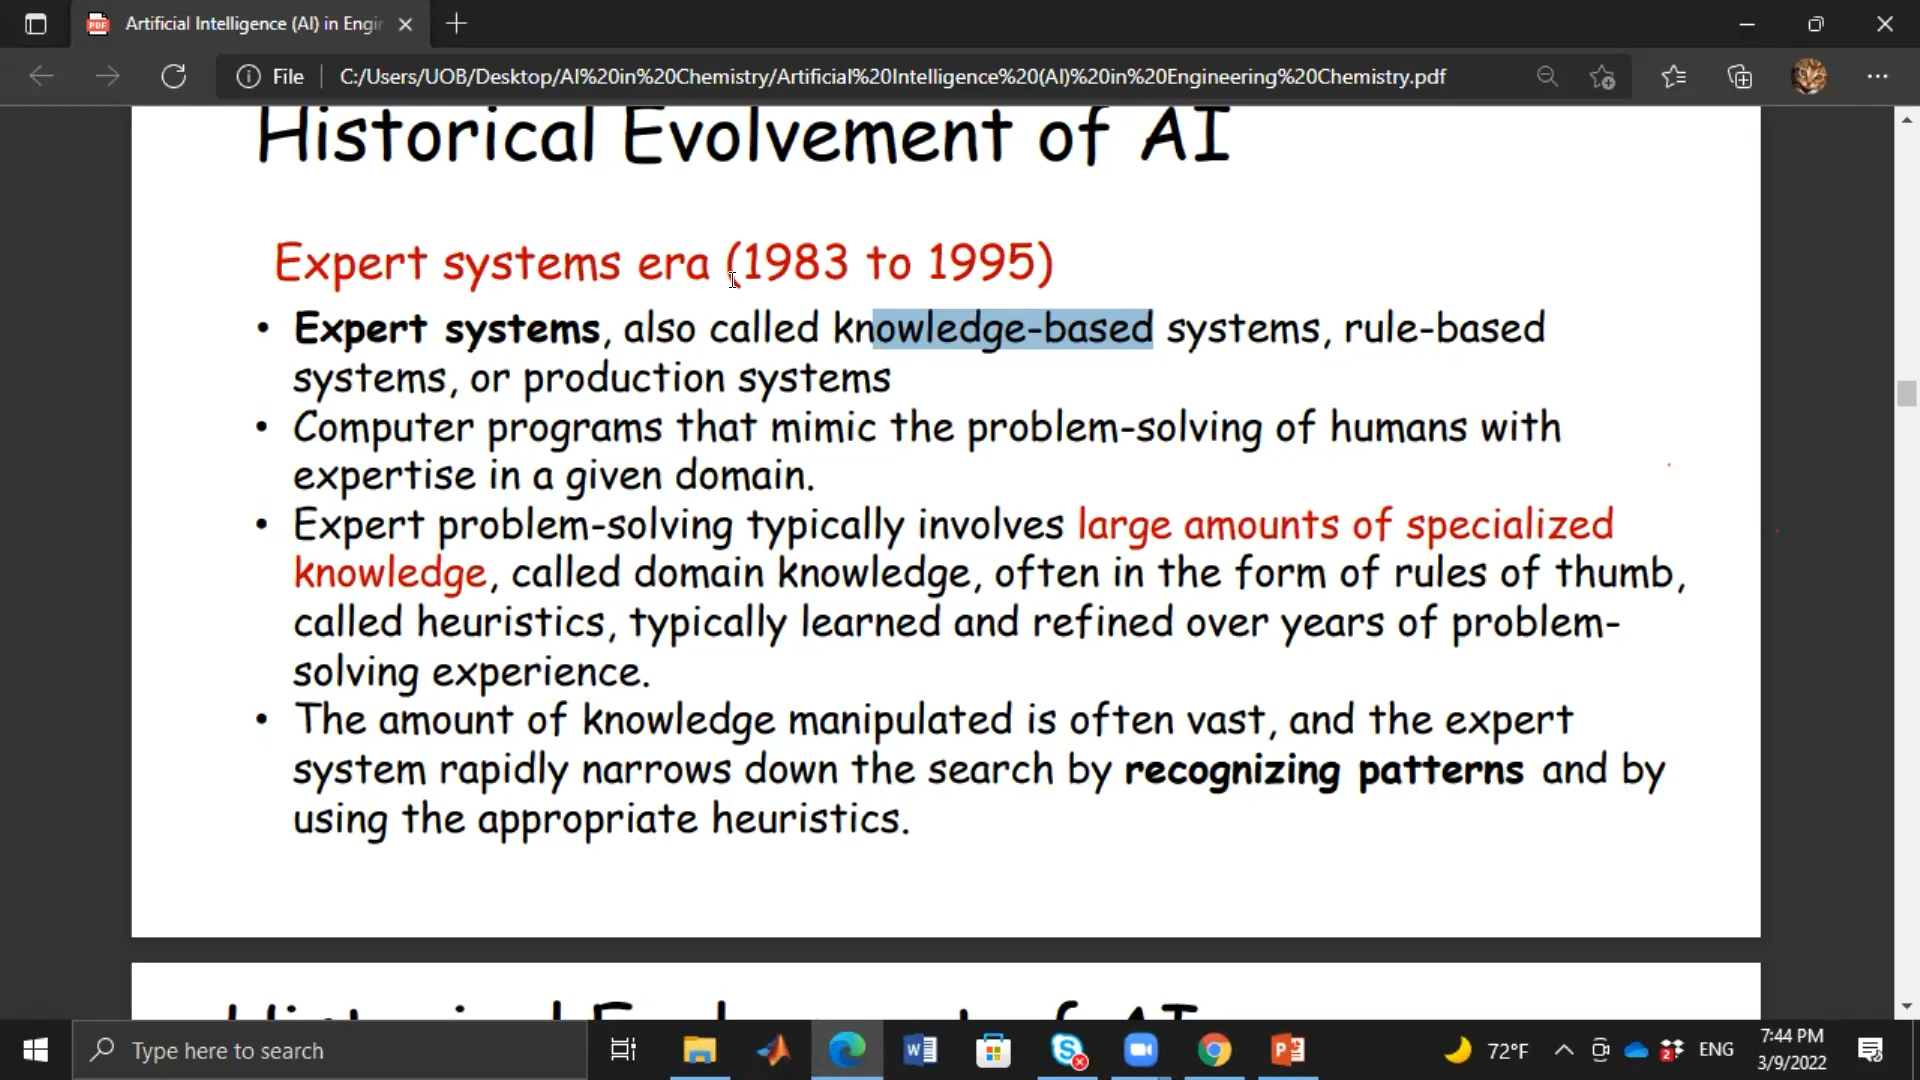 Artificial Intelligence (AI) in Engin
File
C:/Users/UOB/Desktop/AI%20in%20Chemistry/Artificial%20Intelligence%20(AI)%20in%20Engineering%20Chemistry.pdf
Historical Evolvement of AI
Expert systems era (1983 to 1995)
• Expert systems, also called knowledge-based systems, rule-based
systems, or production systems
• Computer programs that mimic the problem-solving of humans with
expertise in a given domain.
• Expert problem-solving typically involves large amounts of specialized
knowledge, called domain knowledge, often in the form of rules of thumb,
called heuristics, typically learned and refined over years of problem-
solving experience.
• The amount of knowledge manipulated is often vast, and the expert
system rapidly narrows down the search by recognizing patterns and by
using the appropriate heuristics.
Historical Evolvement of AI
Type here to search
72°F
ENG
7:44 PM
3/9/2022